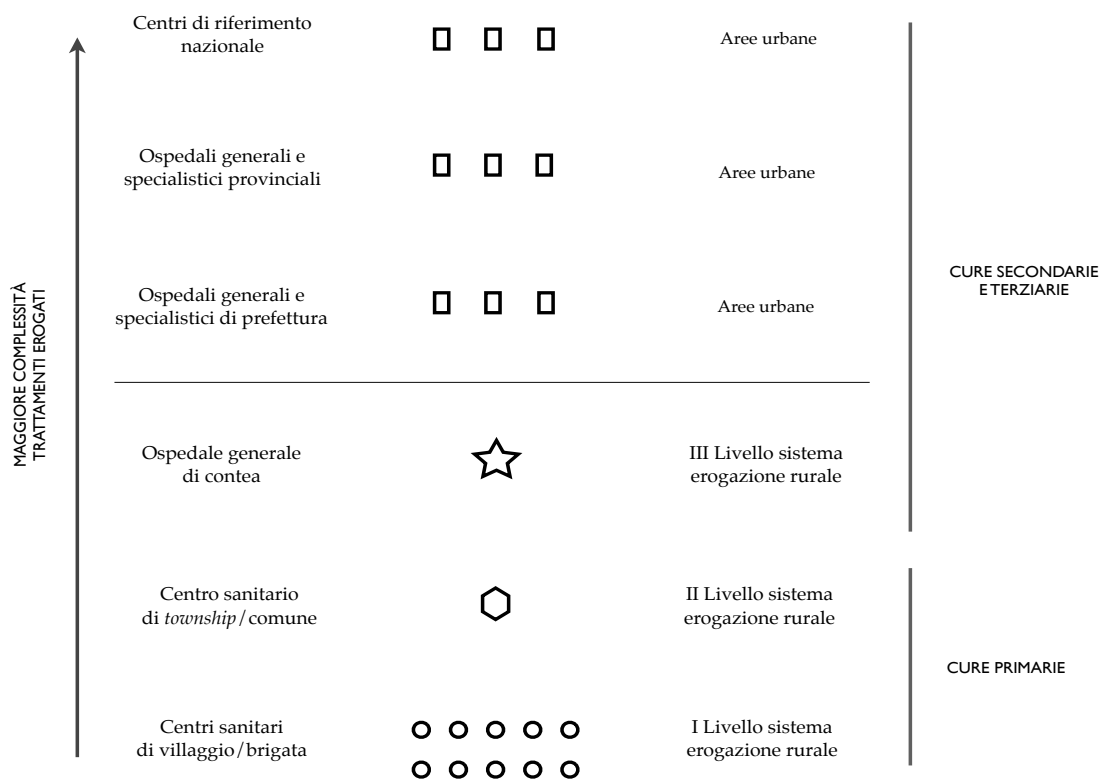 Centri di riferimento
nazionale
Aree urbane
Ospedali generali e
specialistici provinciali
Aree urbane
Ospedali generali e
specialistici di prefettura
Aree urbane
CURE SECONDARIE
E TERZIARIE
MAGGIORE COMPLESSITÀ
TRATTAMENTI EROGATI
Ospedale generale
di contea
III Livello sistema
erogazione rurale
Centro sanitario
di township/comune
II Livello sistema
erogazione rurale
CURE PRIMARIE
Centri sanitari
di villaggio/brigata
I Livello sistema
erogazione rurale